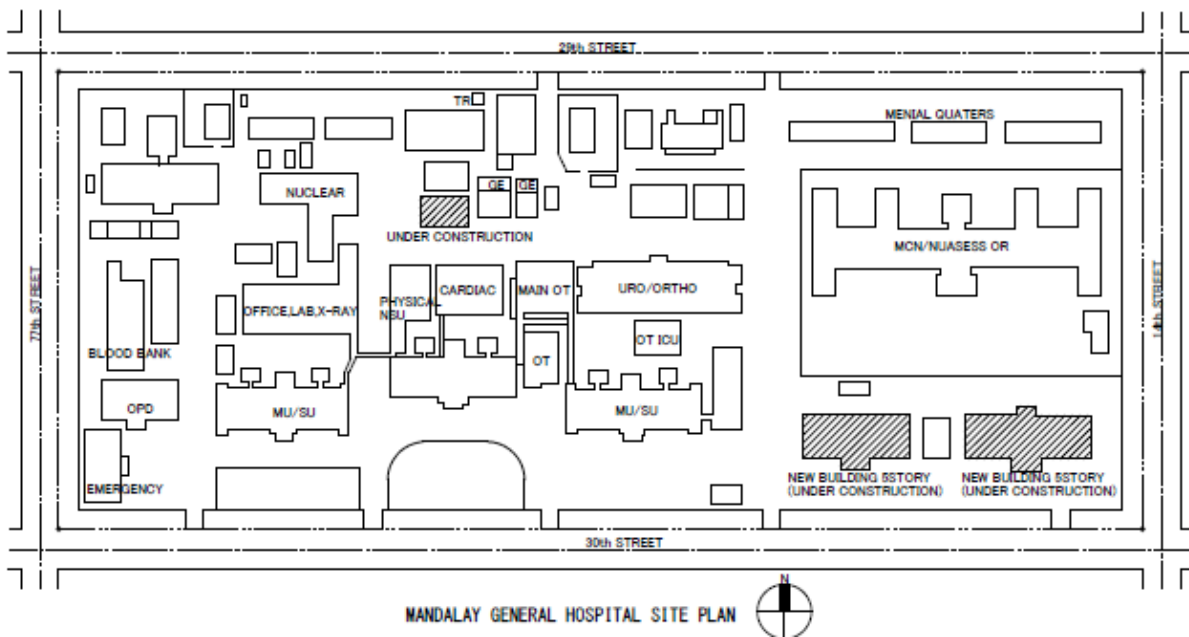 29th STREET
TR
MENIAL QUATERS
GE
GE
NUCLEAR
UNDER CONSTRUCTION
MCN/NUASESS OR
77th STREET
14th STREET
OFFICE,LAB,X-RAY
PHYSICAL
NSU
CARDIAC
MAIN OT
URO/ORTHO
BLOOD BANK
OT ICU
OT
OPD
MU/SU
MU/SU
EMERGENCY
NEW BUILDING 5STORY
(UNDER CONSTRUCTION)
NEW BUILDING 5STORY
(UNDER CONSTRUCTION)
30th STREET
MANDALAY GENERAL HOSPITAL SITE PLAN
N